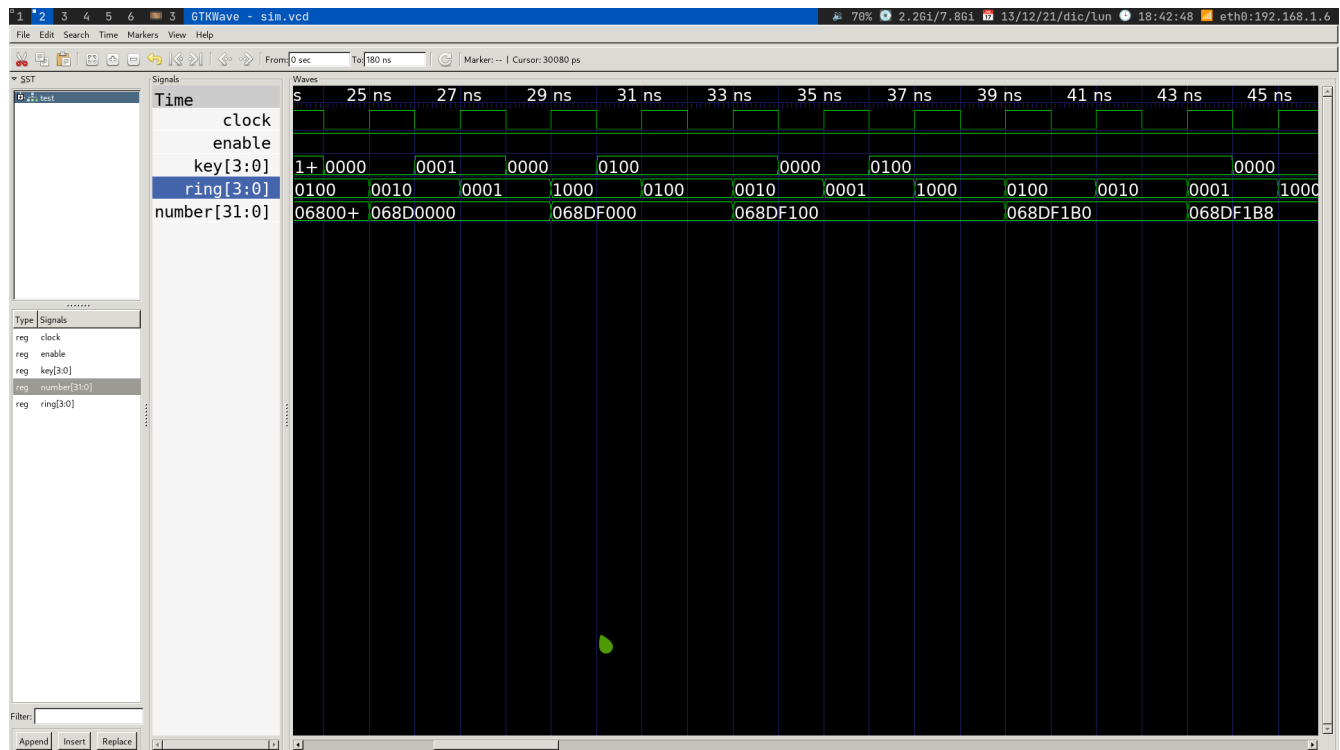 1 2 3 4 5 6 3 GTKWave - sim.vcd 70% 2.2Gi/7.8Gi 13/12/21/dic/lun 18:42:48 eth0:192.168.1.6
File Edit Search Time Markers View Help
From: 0 sec To: 180 ns Marker: -- | Cursor: 30080 ps
SST
test
Signals
Time
clock
enable
key[3:0]
ring[3:0]
number[31:0]
Waves
s 25 ns 27 ns 29 ns 31 ns 33 ns 35 ns 37 ns 39 ns 41 ns 43 ns 45 ns
1+ 0000 0001 0000 0100 0000 0100 0000
0100 0010 0001 1000 0100 0010 0001 1000 0100 0010 0001 1000
06800+ 068D0000 068DF000 068DF100 068DF1B0 068DF1B8
Type Signals
reg clock
reg enable
reg key[3:0]
reg number[31:0]
reg ring[3:0]
Filter:
Append Insert Replace